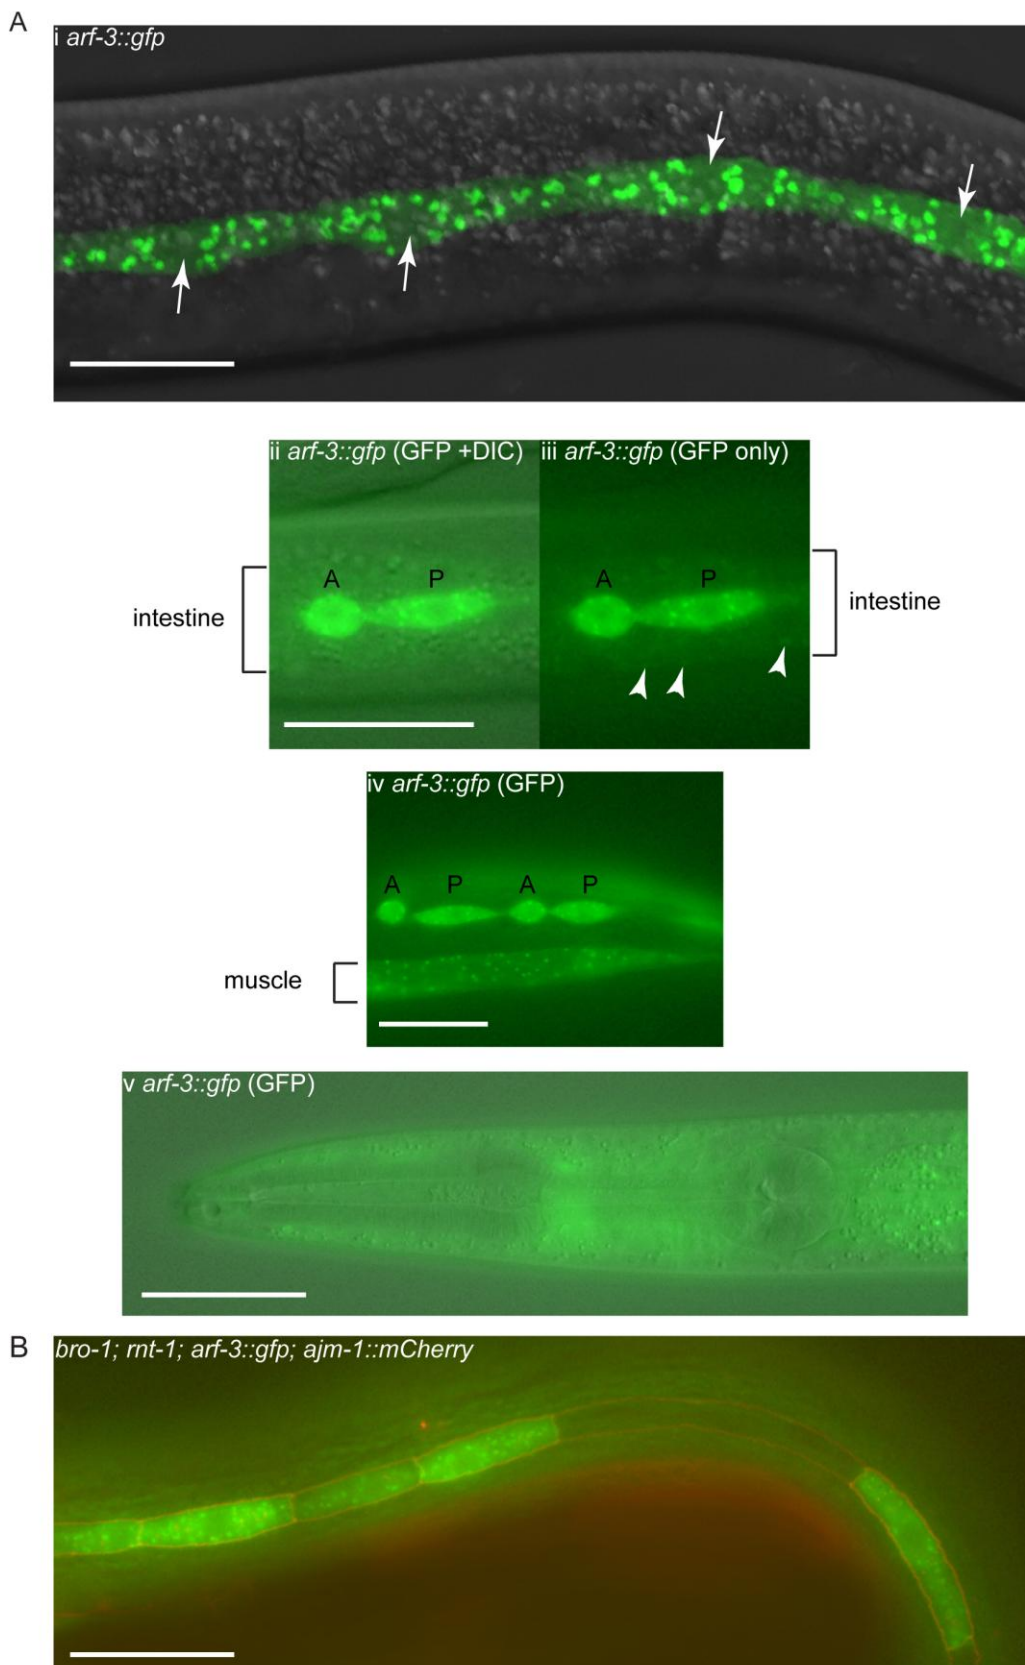 A
i arf-3::gfp
ii arf-3::gfp (GFP +DIC)
iii arf-3::gfp (GFP only)
A P
A P
intestine
intestine
iv arf-3::gfp (GFP)
A P A P
muscle
v arf-3::gfp (GFP)
B
bro-1; rnt-1; arf-3::gfp; ajm-1::mCherry